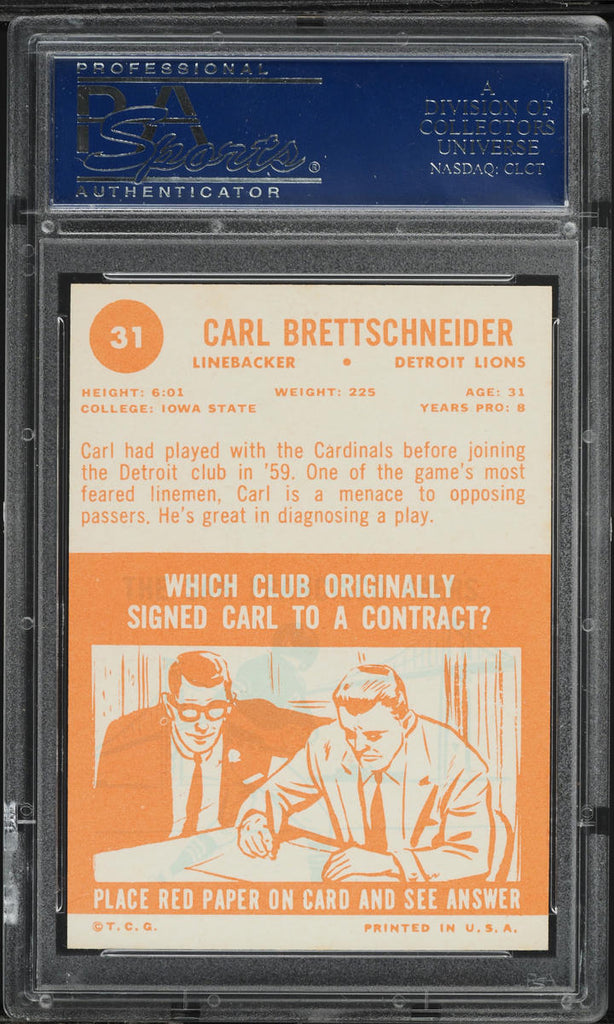 PROFESSIONAL
PSA
Sports®
AUTHENTICATOR
A
DIVISION OF
COLLECTORS
UNIVERSE
NASDAQ: CLCT
31
CARL BRETTSCHNEIDER
LINEBACKER • DETROIT LIONS
HEIGHT: 6:01 WEIGHT: 225 AGE: 31
COLLEGE: IOWA STATE YEARS PRO: 8
Carl had played with the Cardinals before joining
the Detroit club in '59. One of the game's most
feared linemen, Carl is a menace to opposing
passers. He's great in diagnosing a play.
WHICH CLUB ORIGINALLY
SIGNED CARL TO A CONTRACT?
PLACE RED PAPER ON CARD AND SEE ANSWER
©T.C.G. PRINTED IN U.S.A.